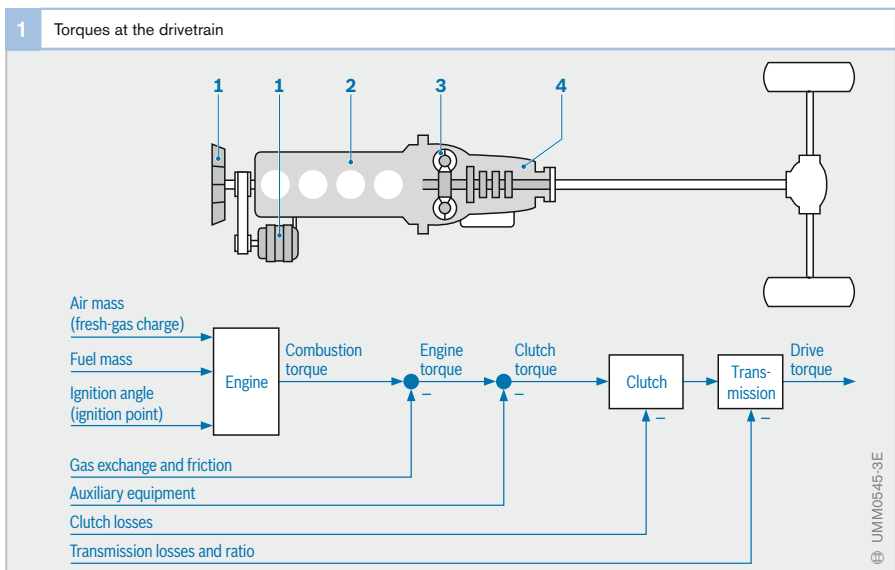 1 Torques at the drivetrain
1 1 2 3 4
Air mass
(fresh-gas charge)
Fuel mass
Ignition angle
(ignition point)
Engine
Combustion
torque
Engine
torque
Clutch
torque
Clutch
Trans-
mission
Drive
torque
– – – –
Gas exchange and friction
Auxiliary equipment
Clutch losses
Transmission losses and ratio
UMM0545-3E